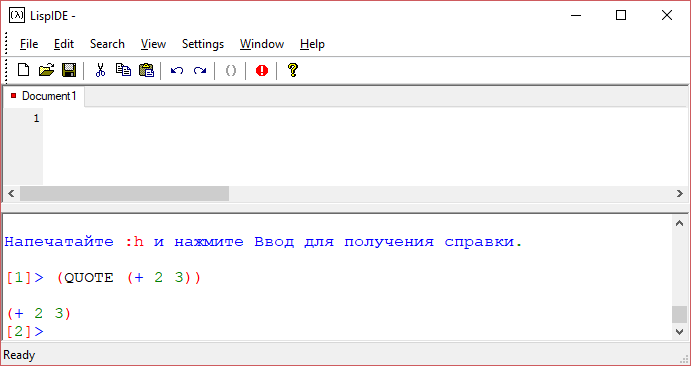 (λ) LispIDE -
File Edit Search View Settings Window Help
()
Document1
1
Напечатайте :h и нажмите Ввод для получения справки.
[1]> (QUOTE (+ 2 3))
(+ 2 3)
[2]>
Ready